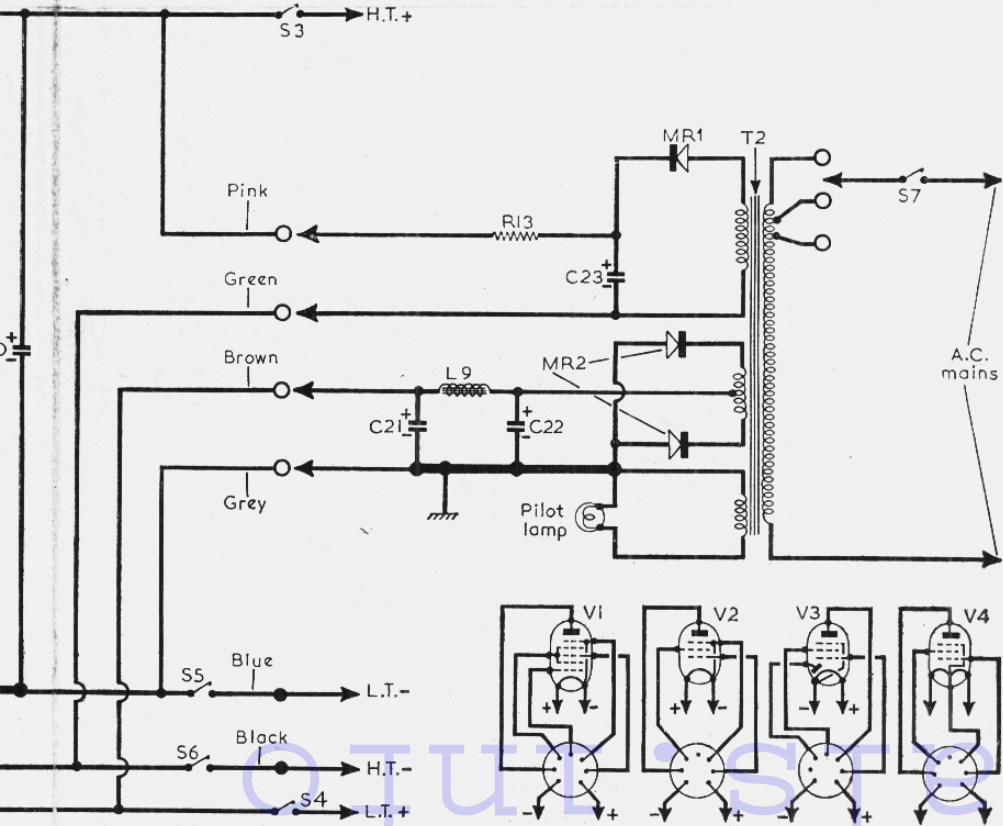 S3
H.T.+
MR1
T2
S7
Pink
R13
Green
C23
+
-
Brown
MR2
L9
A.C.
mains
C21
+
-
C22
+
-
+
-
Grey
Pilot
lamp
V1
V2
V3
V4
S5
Blue
L.T.-
+
-
+
-
-
+
S6
Black
H.T.-
S4
L.T.+
-
+
-
+